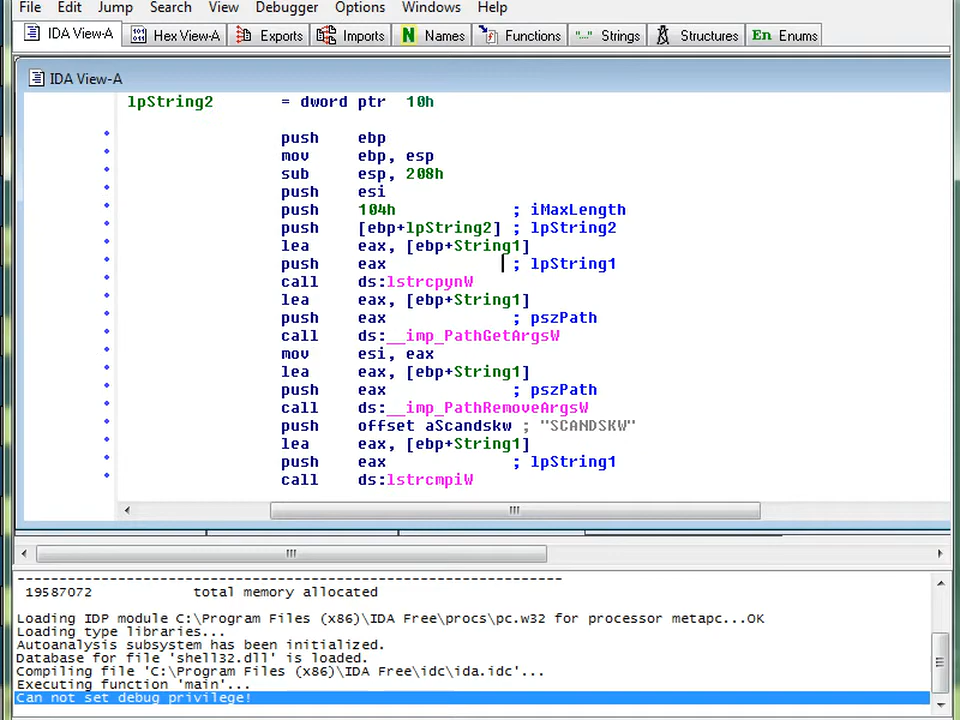 File Edit Jump Search View Debugger Options Windows Help
IDA View-A Hex View-A Exports Imports N Names Functions "..." Strings Structures En Enums
IDA View-A
lpString2 = dword ptr 10h
push ebp
mov ebp, esp
sub esp, 208h
push esi
push 104h ; iMaxLength
push [ebp+lpString2] ; lpString2
lea eax, [ebp+String1]
push eax ; lpString1
call ds:lstrcpynW
lea eax, [ebp+String1]
push eax ; pszPath
call ds:__imp_PathGetArgsW
mov esi, eax
lea eax, [ebp+String1]
push eax ; pszPath
call ds:__imp_PathRemoveArgsW
push offset aScandskw ; "SCANDSKW"
lea eax, [ebp+String1]
push eax ; lpString1
call ds:lstrcmpiW
---------------------------------------------------------
19587072 total memory allocated
Loading IDP module C:\Program Files (x86)\IDA Free\procs\pc.w32 for processor metapc...OK
Loading type libraries...
Autoanalysis subsystem has been initialized.
Database for file 'shell32.dll' is loaded.
Compiling file 'C:\Program Files (x86)\IDA Free\idc\ida.idc'...
Executing function 'main'...
Can not set debug privilege!